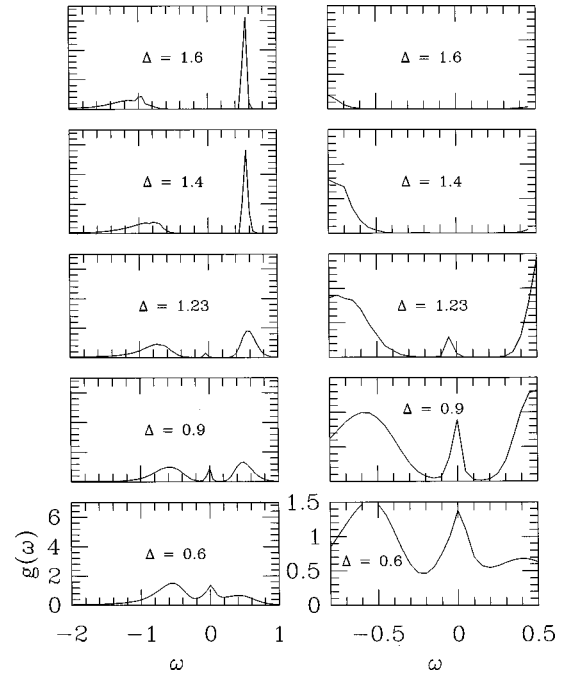 Δ = 1.6
Δ = 1.6
Δ = 1.4
Δ = 1.4
Δ = 1.23
Δ = 1.23
Δ = 0.9
Δ = 0.9
g(ω)
6
4
2
0
Δ = 0.6
1.5
1
0.5
0
Δ = 0.6
−2 −1 0 1
−0.5 0 0.5
ω
ω